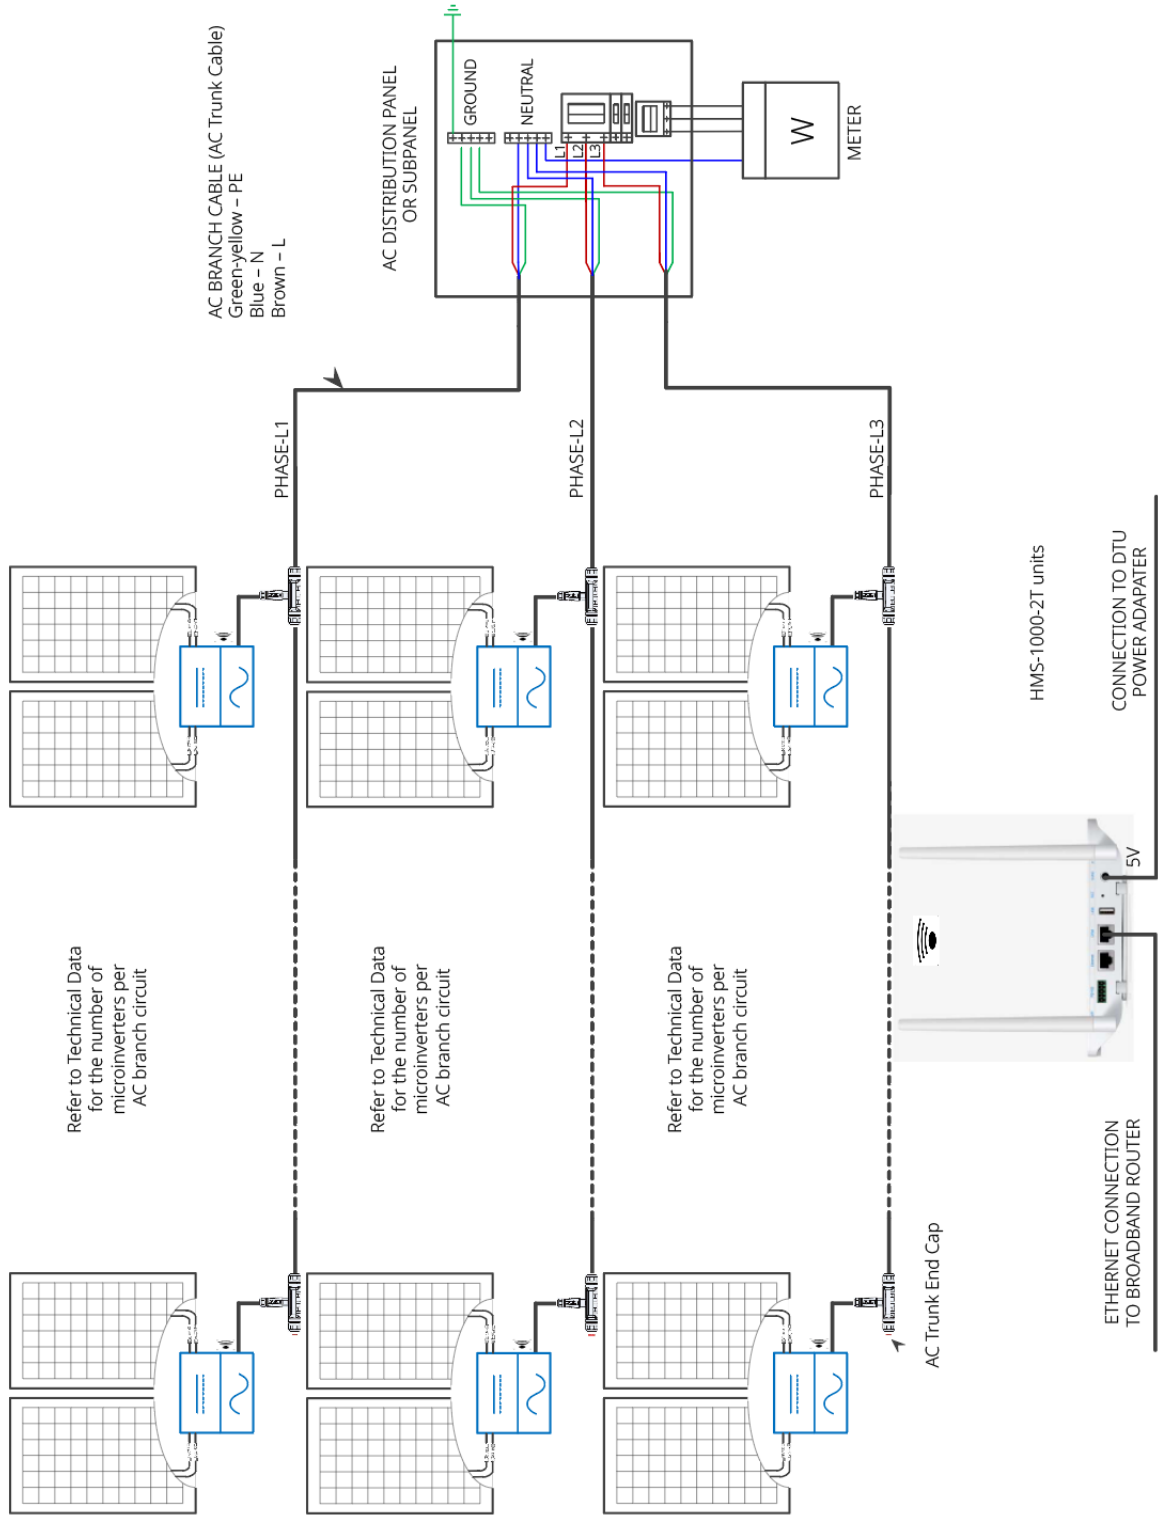 AC BRANCH CABLE (AC Trunk Cable)
Green-yellow – PE
Blue – N
Brown – L
AC DISTRIBUTION PANEL
OR SUBPANEL
GROUND
NEUTRAL
L1
L2
L3
W
METER
PHASE-L1
PHASE-L2
PHASE-L3
HMS-1000-2T units
CONNECTION TO DTU
POWER ADAPATER
5V
Refer to Technical Data
for the number of
microinverters per
AC branch circuit
Refer to Technical Data
for the number of
microinverters per
AC branch circuit
Refer to Technical Data
for the number of
microinverters per
AC branch circuit
AC Trunk End Cap
ETHERNET CONNECTION
TO BROADBAND ROUTER